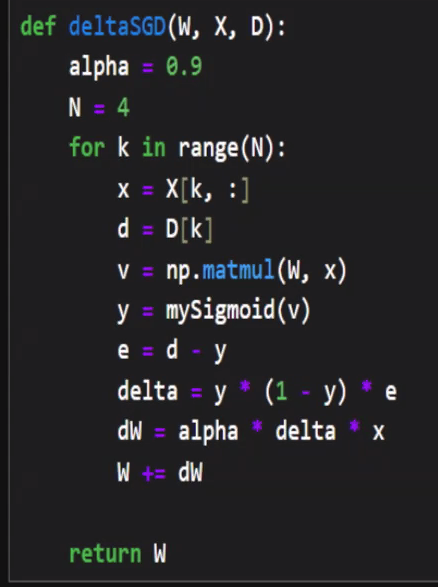 def deltaSGD(W, X, D):
    alpha = 0.9
    N = 4
    for k in range(N):
        x = X[k, :]
        d = D[k]
        v = np.matmul(W, x)
        y = mySigmoid(v)
        e = d - y
        delta = y * (1 - y) * e
        dW = alpha * delta * x
        W += dW
    return W